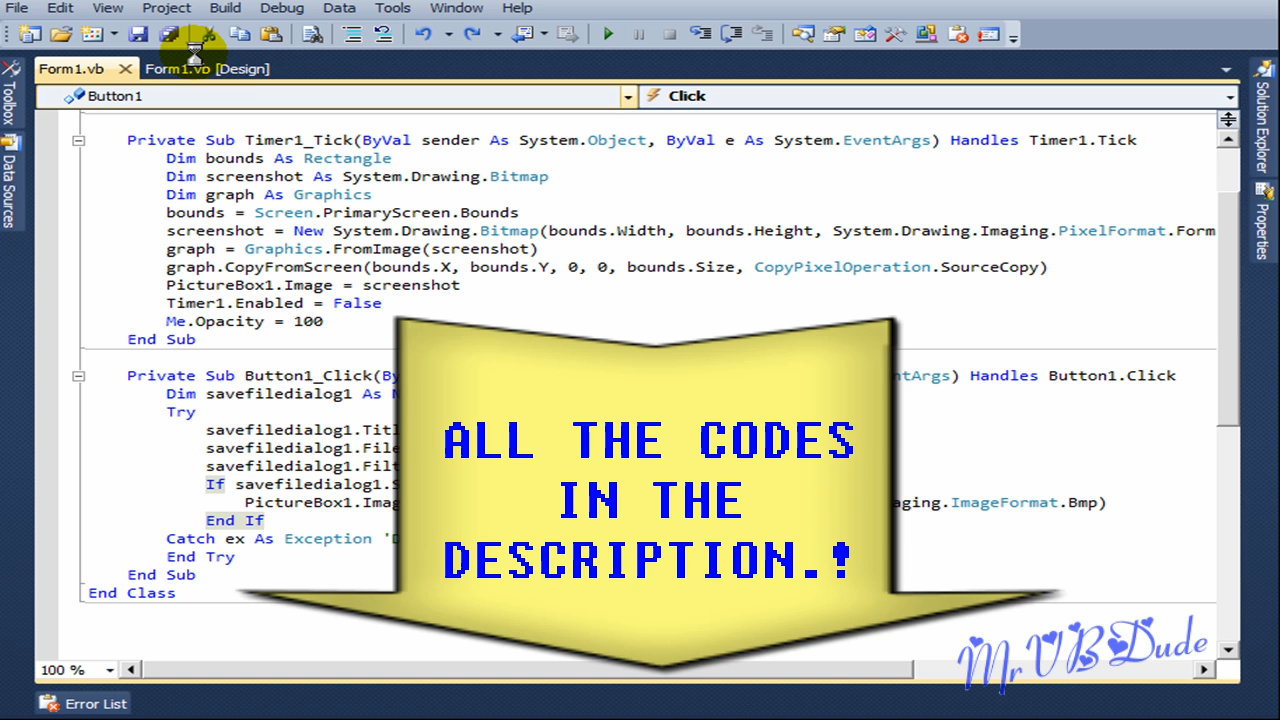 File Edit View Project Build Debug Data Tools Window Help
Form1.vb Form1.vb [Design]
Button1 Click
Toolbox
Data Sources
Solution Explorer
Properties
Private Sub Timer1_Tick(ByVal sender As System.Object, ByVal e As System.EventArgs) Handles Timer1.Tick
Dim bounds As Rectangle
Dim screenshot As System.Drawing.Bitmap
Dim graph As Graphics
bounds = Screen.PrimaryScreen.Bounds
screenshot = New System.Drawing.Bitmap(bounds.Width, bounds.Height, System.Drawing.Imaging.PixelFormat.Form
graph = Graphics.FromImage(screenshot)
graph.CopyFromScreen(bounds.X, bounds.Y, 0, 0, bounds.Size, CopyPixelOperation.SourceCopy)
PictureBox1.Image = screenshot
Timer1.Enabled = False
Me.Opacity = 100
End Sub
Private Sub Button1_Click(By ntArgs) Handles Button1.Click
Dim savefiledialog1 As N
Try
savefiledialog1.Titl
savefiledialog1.File
savefiledialog1.Filt
If savefiledialog1.S
PictureBox1.Imag aging.ImageFormat.Bmp)
End If
Catch ex As Exception 'D
End Try
End Sub
End Class
ALL THE CODES
IN THE
DESCRIPTION.!
Mr VB Dude
100 %
Error List